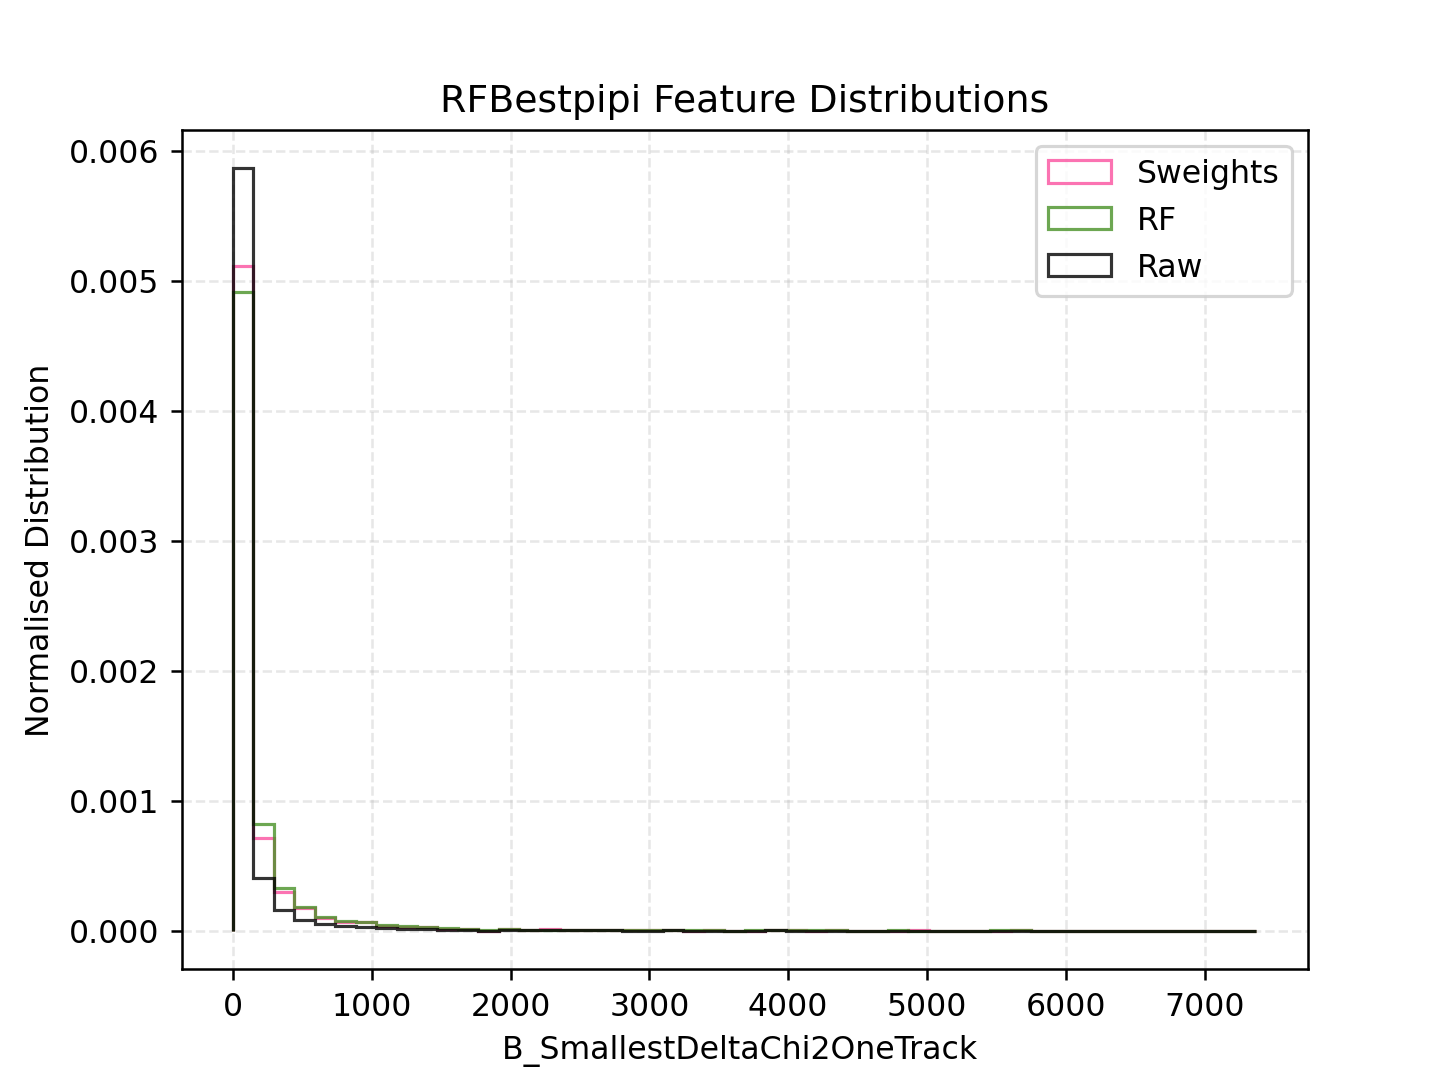 RFBestpipi Feature Distributions
Sweights
RF
Raw
Normalised Distribution
0.006
0.005
0.004
0.003
0.002
0.001
0.000
0 1000 2000 3000 4000 5000 6000 7000
B_SmallestDeltaChi2OneTrack